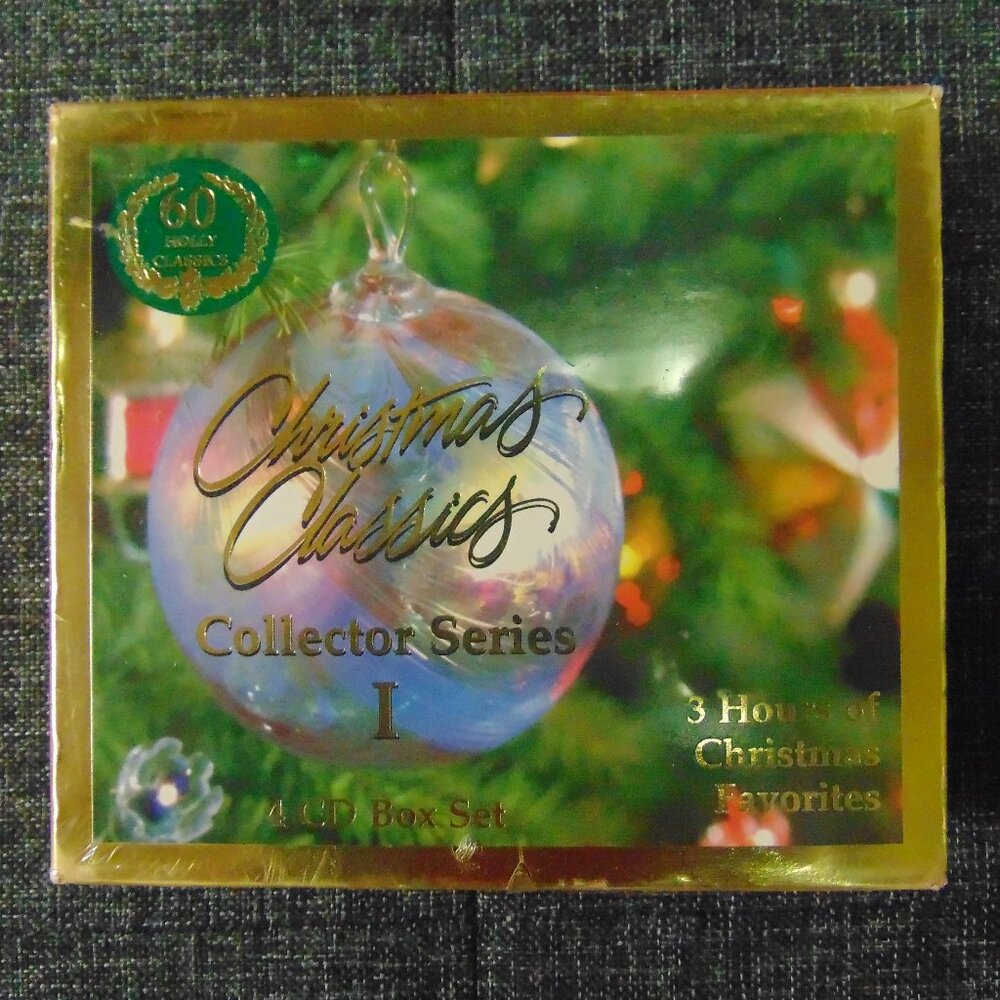 60
HOLLY
CLASSICS
Christmas
Classics
Collector Series
I
3 Hours of
Christmas
Favorites
4 CD Box Set